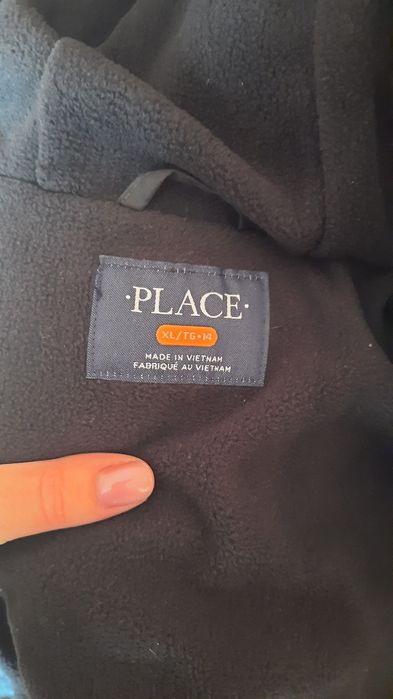 ·PLACE·
XL/TG•14
MADE IN VIETNAM
FABRIQUÉ AU VIETNAM